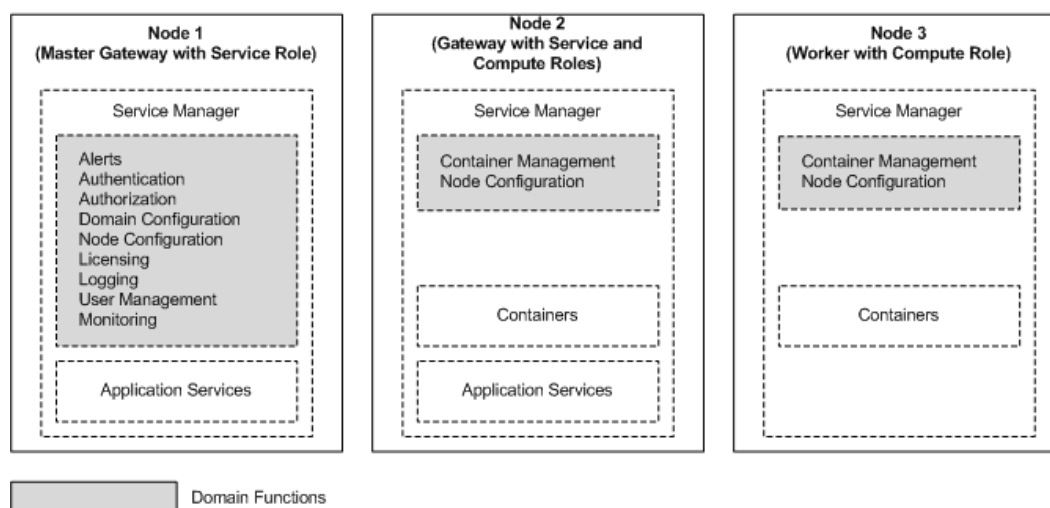 Node 1
(Master Gateway with Service Role)
Service Manager
Alerts
Authentication
Authorization
Domain Configuration
Node Configuration
Licensing
Logging
User Management
Monitoring
Application Services
Node 2
(Gateway with Service and
Compute Roles)
Service Manager
Container Management
Node Configuration
Containers
Application Services
Node 3
(Worker with Compute Role)
Service Manager
Container Management
Node Configuration
Containers
Domain Functions